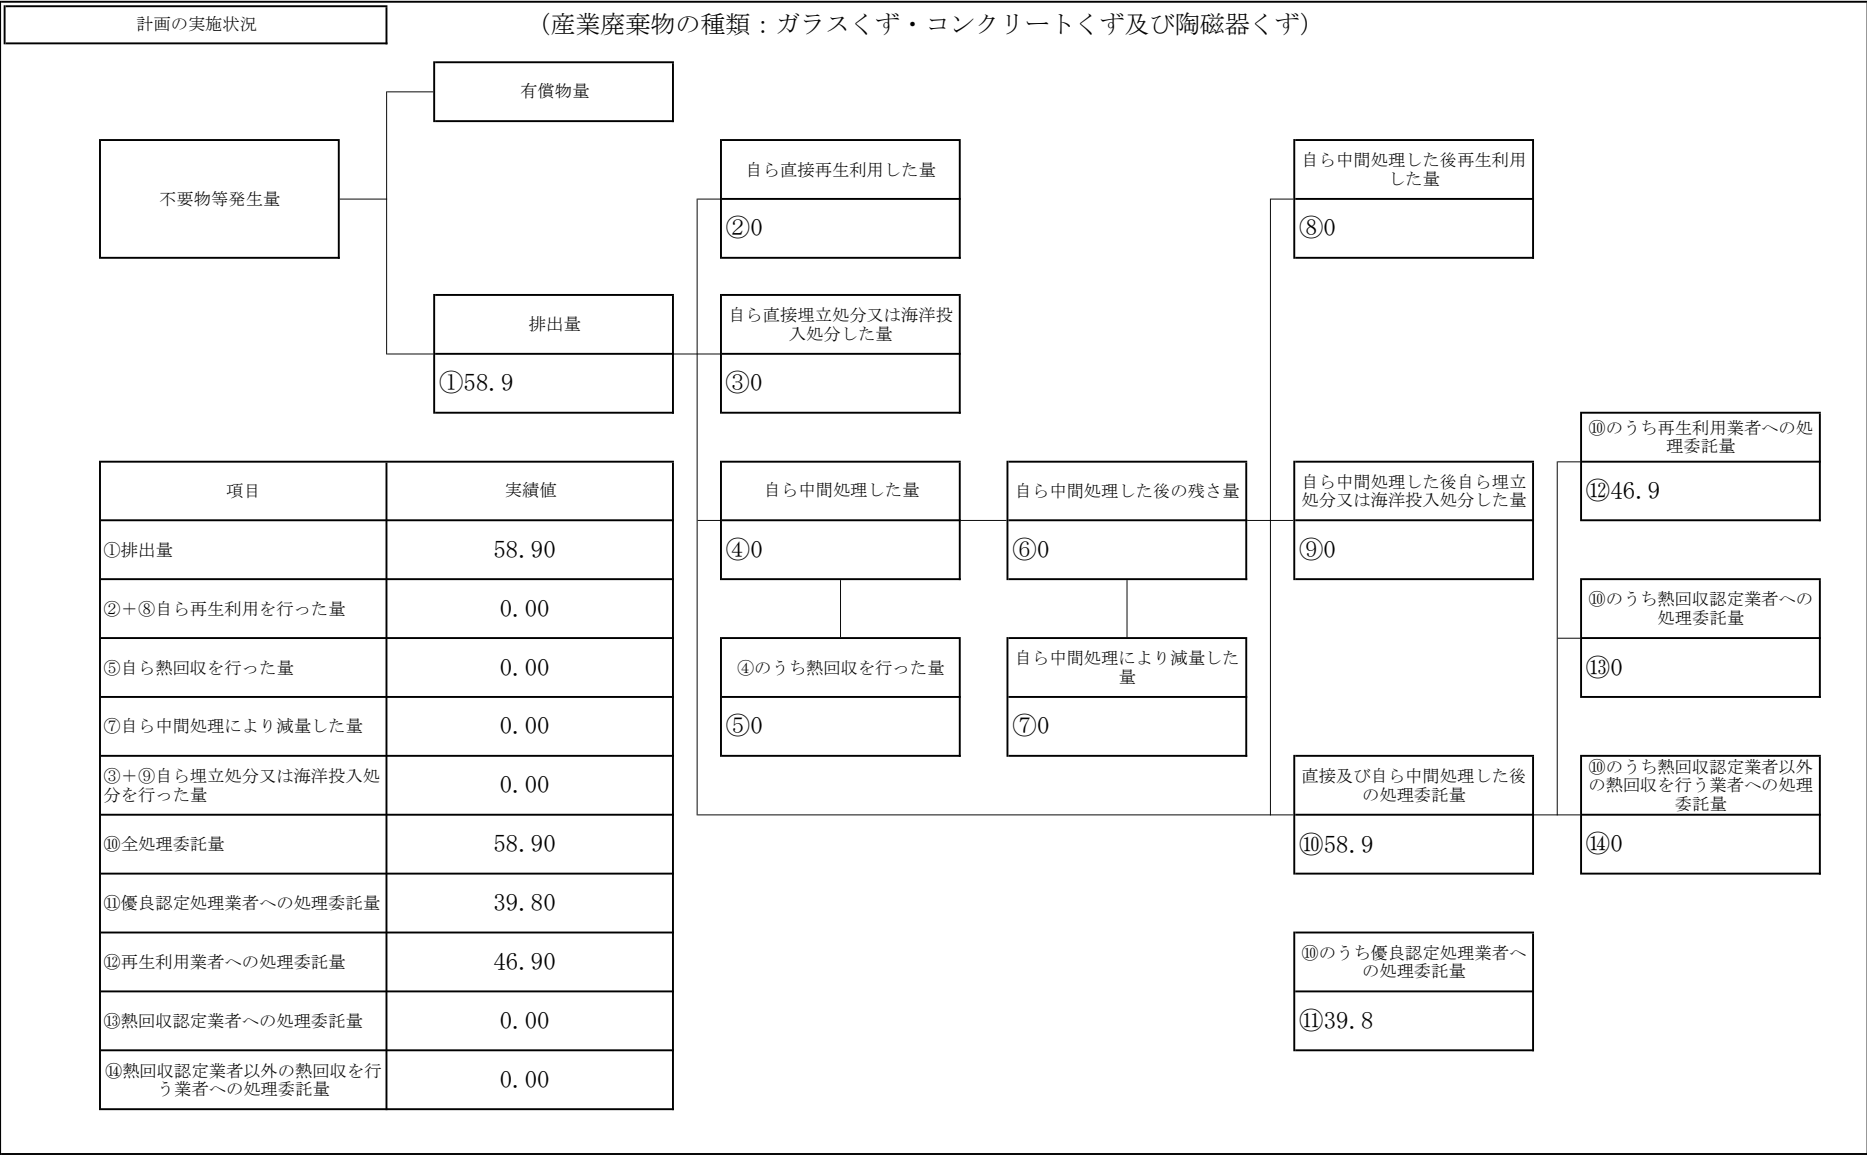 計画の実施状況
（産業廃棄物の種類：ガラスくず・コンクリートくず及び陶磁器くず）
有償物量
不要物等発生量
自ら直接再生利用した量
②0
自ら中間処理した後再生利用
した量
⑧0
排出量
①58.9
自ら直接埋立処分又は海洋投
入処分した量
③0
⑩のうち再生利用業者への処
理委託量
⑫46.9
自ら中間処理した量
④0
自ら中間処理した後の残さ量
⑥0
自ら中間処理した後自ら埋立
処分又は海洋投入処分した量
⑨0
⑩のうち熱回収認定業者への
処理委託量
⑬0
④のうち熱回収を行った量
⑤0
自ら中間処理により減量した
量
⑦0
直接及び自ら中間処理した後
の処理委託量
⑩58.9
⑩のうち熱回収認定業者以外
の熱回収を行う業者への処理
委託量
⑭0
⑩のうち優良認定処理業者へ
の処理委託量
⑪39.8
項目 実績値
①排出量 58.90
②＋⑧自ら再生利用を行った量 0.00
⑤自ら熱回収を行った量 0.00
⑦自ら中間処理により減量した量 0.00
③＋⑨自ら埋立処分又は海洋投入処
分を行った量 0.00
⑩全処理委託量 58.90
⑪優良認定処理業者への処理委託量 39.80
⑫再生利用業者への処理委託量 46.90
⑬熱回収認定業者への処理委託量 0.00
⑭熱回収認定業者以外の熱回収を行
う業者への処理委託量 0.00